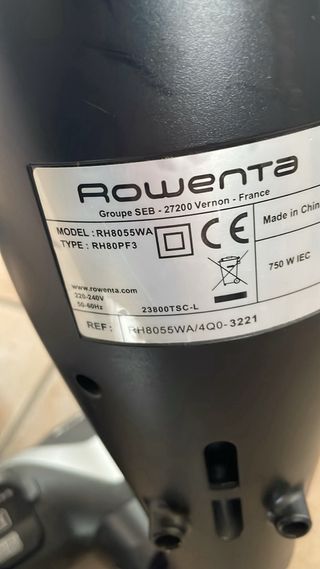 Rowenta
Groupe SEB - 27200 Vernon - France
MODEL : RH8055WA
TYPE : RH80PF3
CE
Made in China
750 W IEC
www.rowenta.com
220-240V
50-60Hz
23800TSC-L
REF: RH8055WA/4Q0-3221